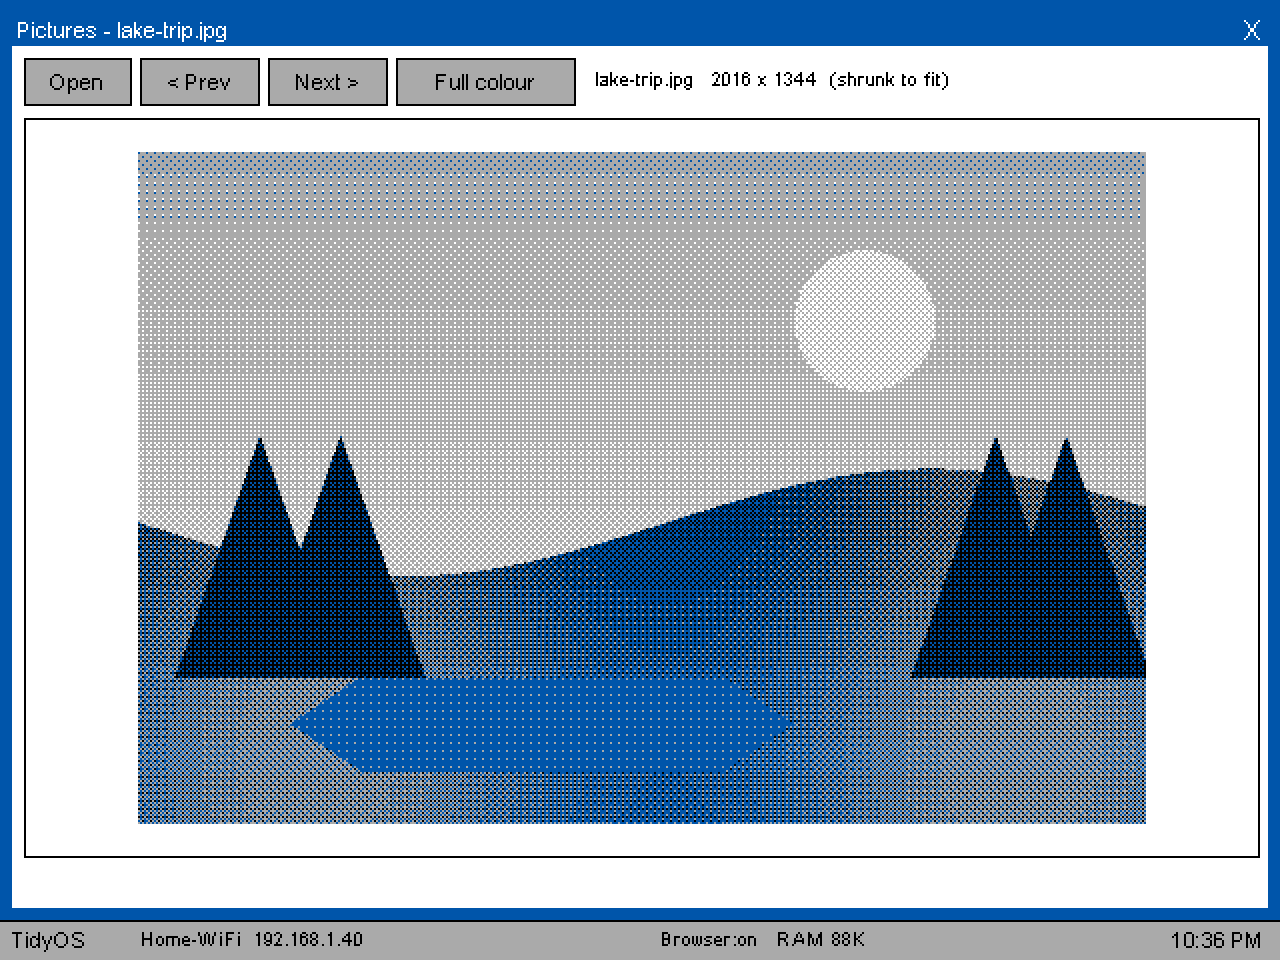 Pictures - lake-trip.jpg X
Open < Prev Next > Full colour lake-trip.jpg 2016 x 1344 (shrunk to fit)
TidyOS Home-WiFi 192.168.1.40 Browser:on RAM 88K 10:36 PM